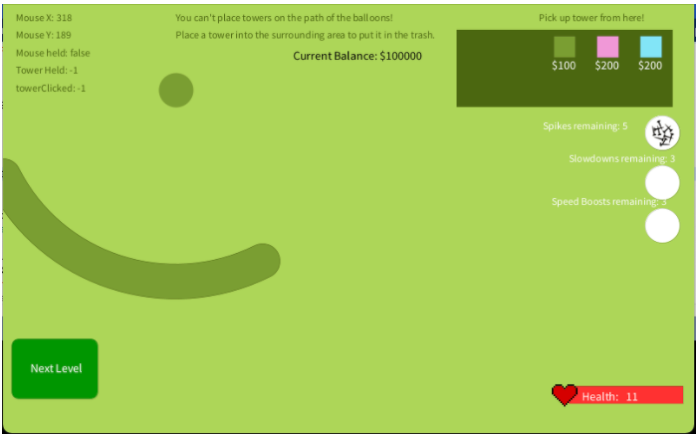 Mouse X: 318
You can't place towers on the path of the balloons!
Pick up tower from here!
Mouse Y: 189
Place a tower into the surrounding area to put it in the trash.
Mouse held: false
Current Balance: $100000
Tower Held: -1
$100
$200
$200
towerClicked: -1
Spikes remaining: 5
Slowdowns remaining: 3
Speed Boosts remaining: 3
Next Level
Health: 11